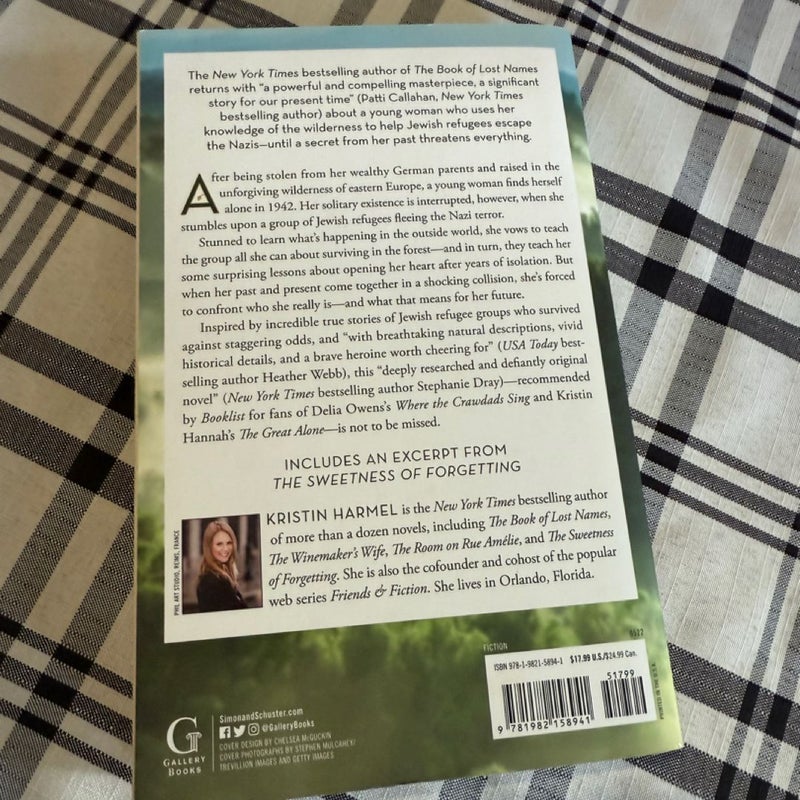 The New York Times bestselling author of The Book of Lost Names
returns with "a powerful and compelling masterpiece, a significant
story for our present time" (Patti Callahan, New York Times
bestselling author) about a young woman who uses her
knowledge of the wilderness to help Jewish refugees escape
the Nazis—until a secret from her past threatens everything.
After being stolen from her wealthy German parents and raised in the
unforgiving wilderness of eastern Europe, a young woman finds herself
alone in 1942. Her solitary existence is interrupted, however, when she
stumbles upon a group of Jewish refugees fleeing the Nazi terror.
Stunned to learn what's happening in the outside world, she vows to teach
the group all she can about surviving in the forest—and in turn, they teach her
some surprising lessons about opening her heart after years of isolation. But
when her past and present come together in a shocking collision, she's forced
to confront who she really is—and what that means for her future.
Inspired by incredible true stories of Jewish refugee groups who survived
against staggering odds, and "with breathtaking natural descriptions, vivid
historical details, and a brave heroine worth cheering for" (USA Today best-
selling author Heather Webb), this "deeply researched and defiantly original
novel" (New York Times bestselling author Stephanie Dray)—recommended
by Booklist for fans of Delia Owens's Where the Crawdads Sing and Kristin
Hannah's The Great Alone—is not to be missed.
INCLUDES AN EXCERPT FROM
THE SWEETNESS OF FORGETTING
PHIL ART STUDIO, REIMS, FRANCE
KRISTIN HARMEL is the New York Times bestselling author
of more than a dozen novels, including The Book of Lost Names,
The Winemaker's Wife, The Room on Rue Amélie, and The Sweetness
of Forgetting. She is also the cofounder and cohost of the popular
web series Friends & Fiction. She lives in Orlando, Florida.
FICTION
0522
ISBN 978-1-9821-5894-1 $17.99 U.S./$24.99 Can.
51799
9 781982 158941
PRINTED IN THE U.S.A.
G
GALLERY
BOOKS
SimonandSchuster.com
@GalleryBooks
COVER DESIGN BY CHELSEA McGUCKIN
COVER PHOTOGRAPHS BY STEPHEN MULCAHEY/
TREVILLION IMAGES AND GETTY IMAGES